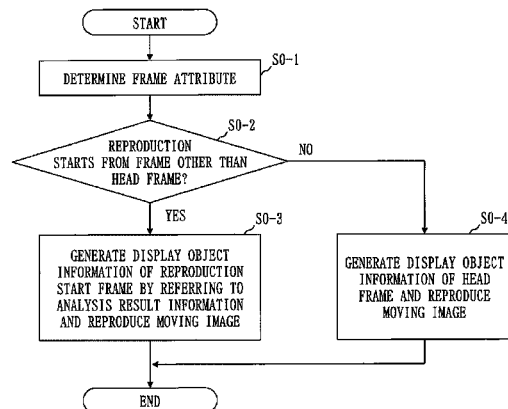 START
S0-1
DETERMINE FRAME ATTRIBUTE
S0-2
REPRODUCTION
STARTS FROM FRAME OTHER THAN
HEAD FRAME?
NO
YES
S0-3
GENERATE DISPLAY OBJECT
INFORMATION OF REPRODUCTION
START FRAME BY REFERRING TO
ANALYSIS RESULT INFORMATION
AND REPRODUCE MOVING IMAGE
S0-4
GENERATE DISPLAY OBJECT
INFORMATION OF HEAD
FRAME AND REPRODUCE
MOVING IMAGE
END